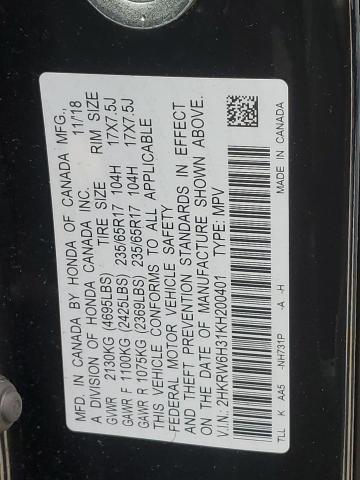 MFD. IN CANADA BY HONDA OF CANADA MFG.,
A DIVISION OF HONDA CANADA INC. 11/18
TIRE SIZE RIM SIZE
GVWR 2130KG (4695LBS)
GAWR F 1100KG (2425LBS) 235/65R17 104H 17X7.5J
GAWR R 1075KG (2369LBS) 235/65R17 104H 17X7.5J
THIS VEHICLE CONFORMS TO ALL APPLICABLE
FEDERAL MOTOR VEHICLE SAFETY
AND THEFT PREVENTION STANDARDS IN EFFECT
ON THE DATE OF MANUFACTURE SHOWN ABOVE.
V.I.N: 2HKRW6H31KH200401 TYPE: MPV
TLL K AA5 -NH731P -A -H MADE IN CANADA